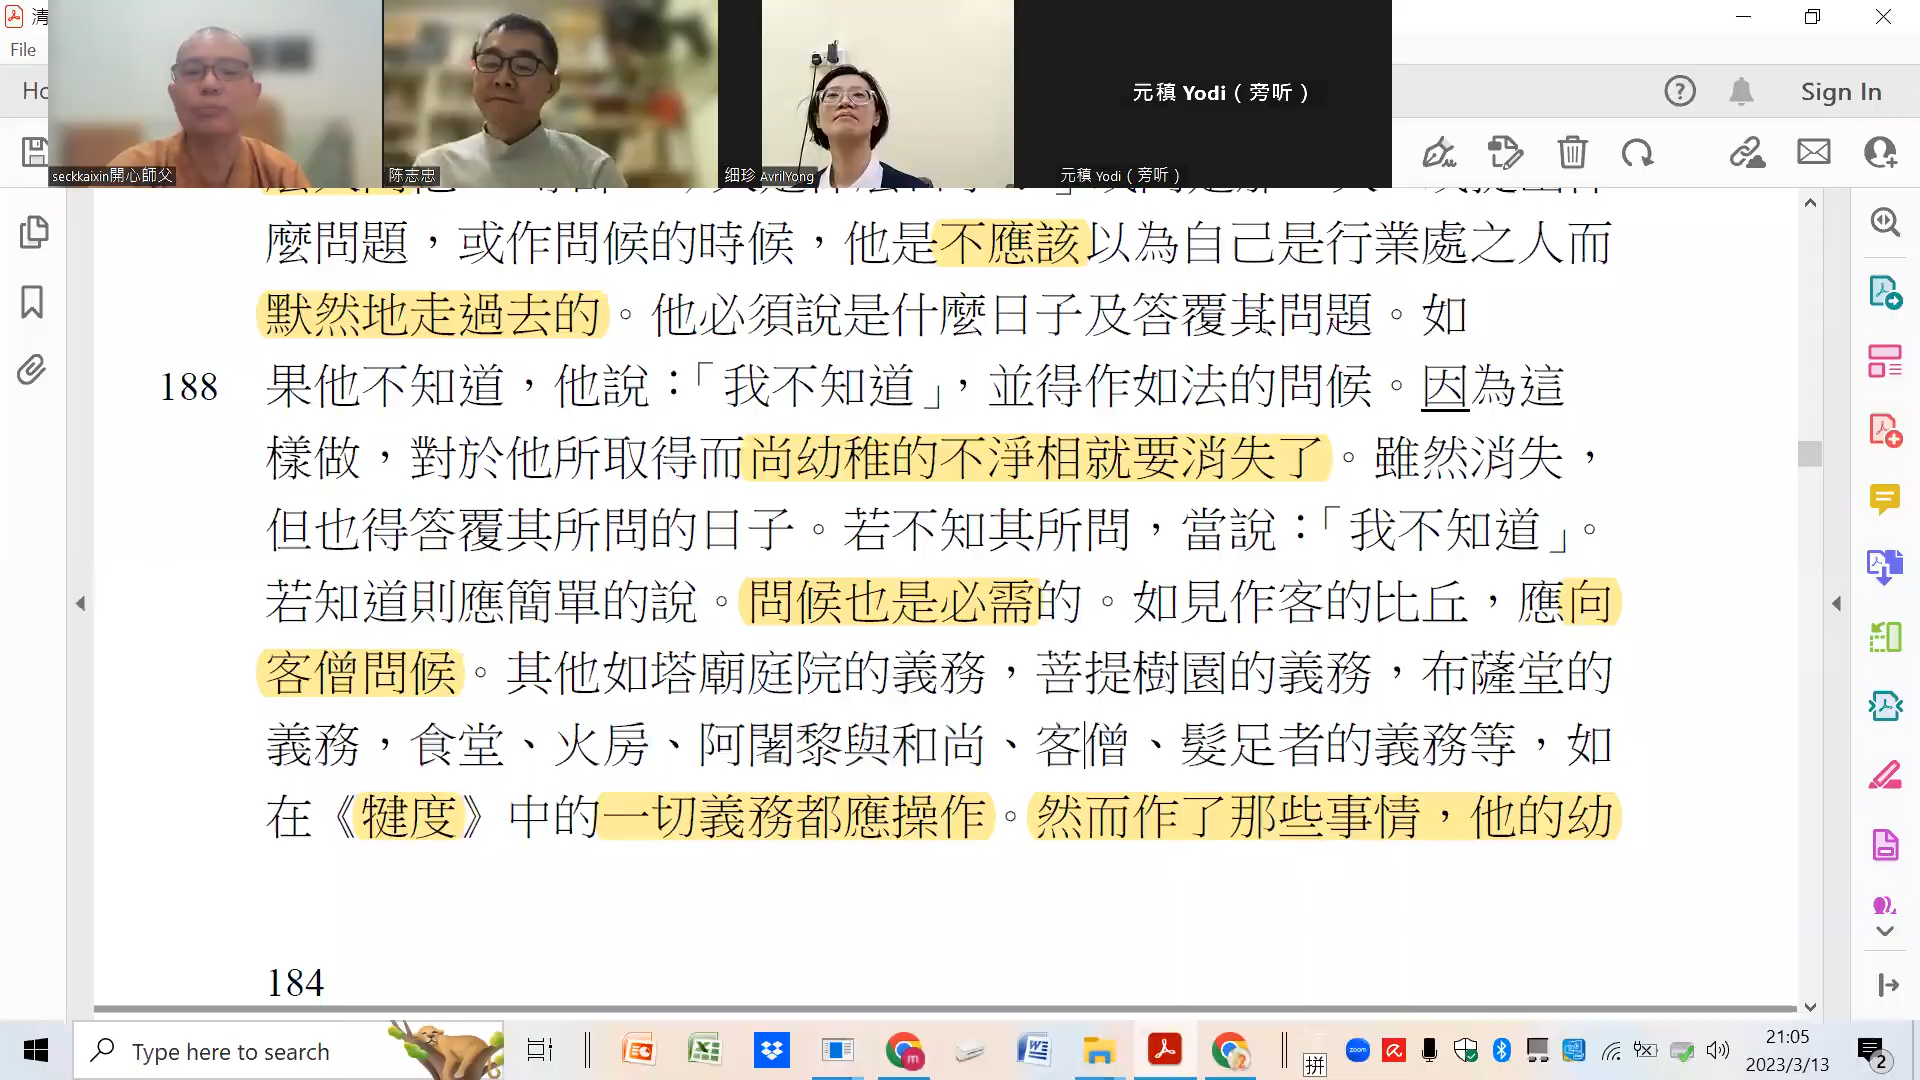 清
File
Ho
Sign In
seckkaixin開心師父
陈志忠
细珍 AvrilYong
元稹 Yodi ( 旁听 )
元稹 Yodi ( 旁听 )
麼問題，或作問候的時候，他是不應該以為自己是行業處之人而
默然地走過去的。他必須說是什麼日子及答覆其問題。如
188 果他不知道，他說：「我不知道」，並得作如法的問候。因為這
樣做，對於他所取得而尚幼稚的不淨相就要消失了。雖然消失，
但也得答覆其所問的日子。若不知其所問，當說：「我不知道」。
若知道則應簡單的說。問候也是必需的。如見作客的比丘，應向
客僧問候。其他如塔廟庭院的義務，菩提樹園的義務，布薩堂的
義務，食堂、火房、阿闍黎與和尚、客僧、髮足者的義務等，如
在《犍度》中的一切義務都應操作。然而作了那些事情，他的幼
184
Type here to search
拼
zoom
21:05
2023/3/13
2